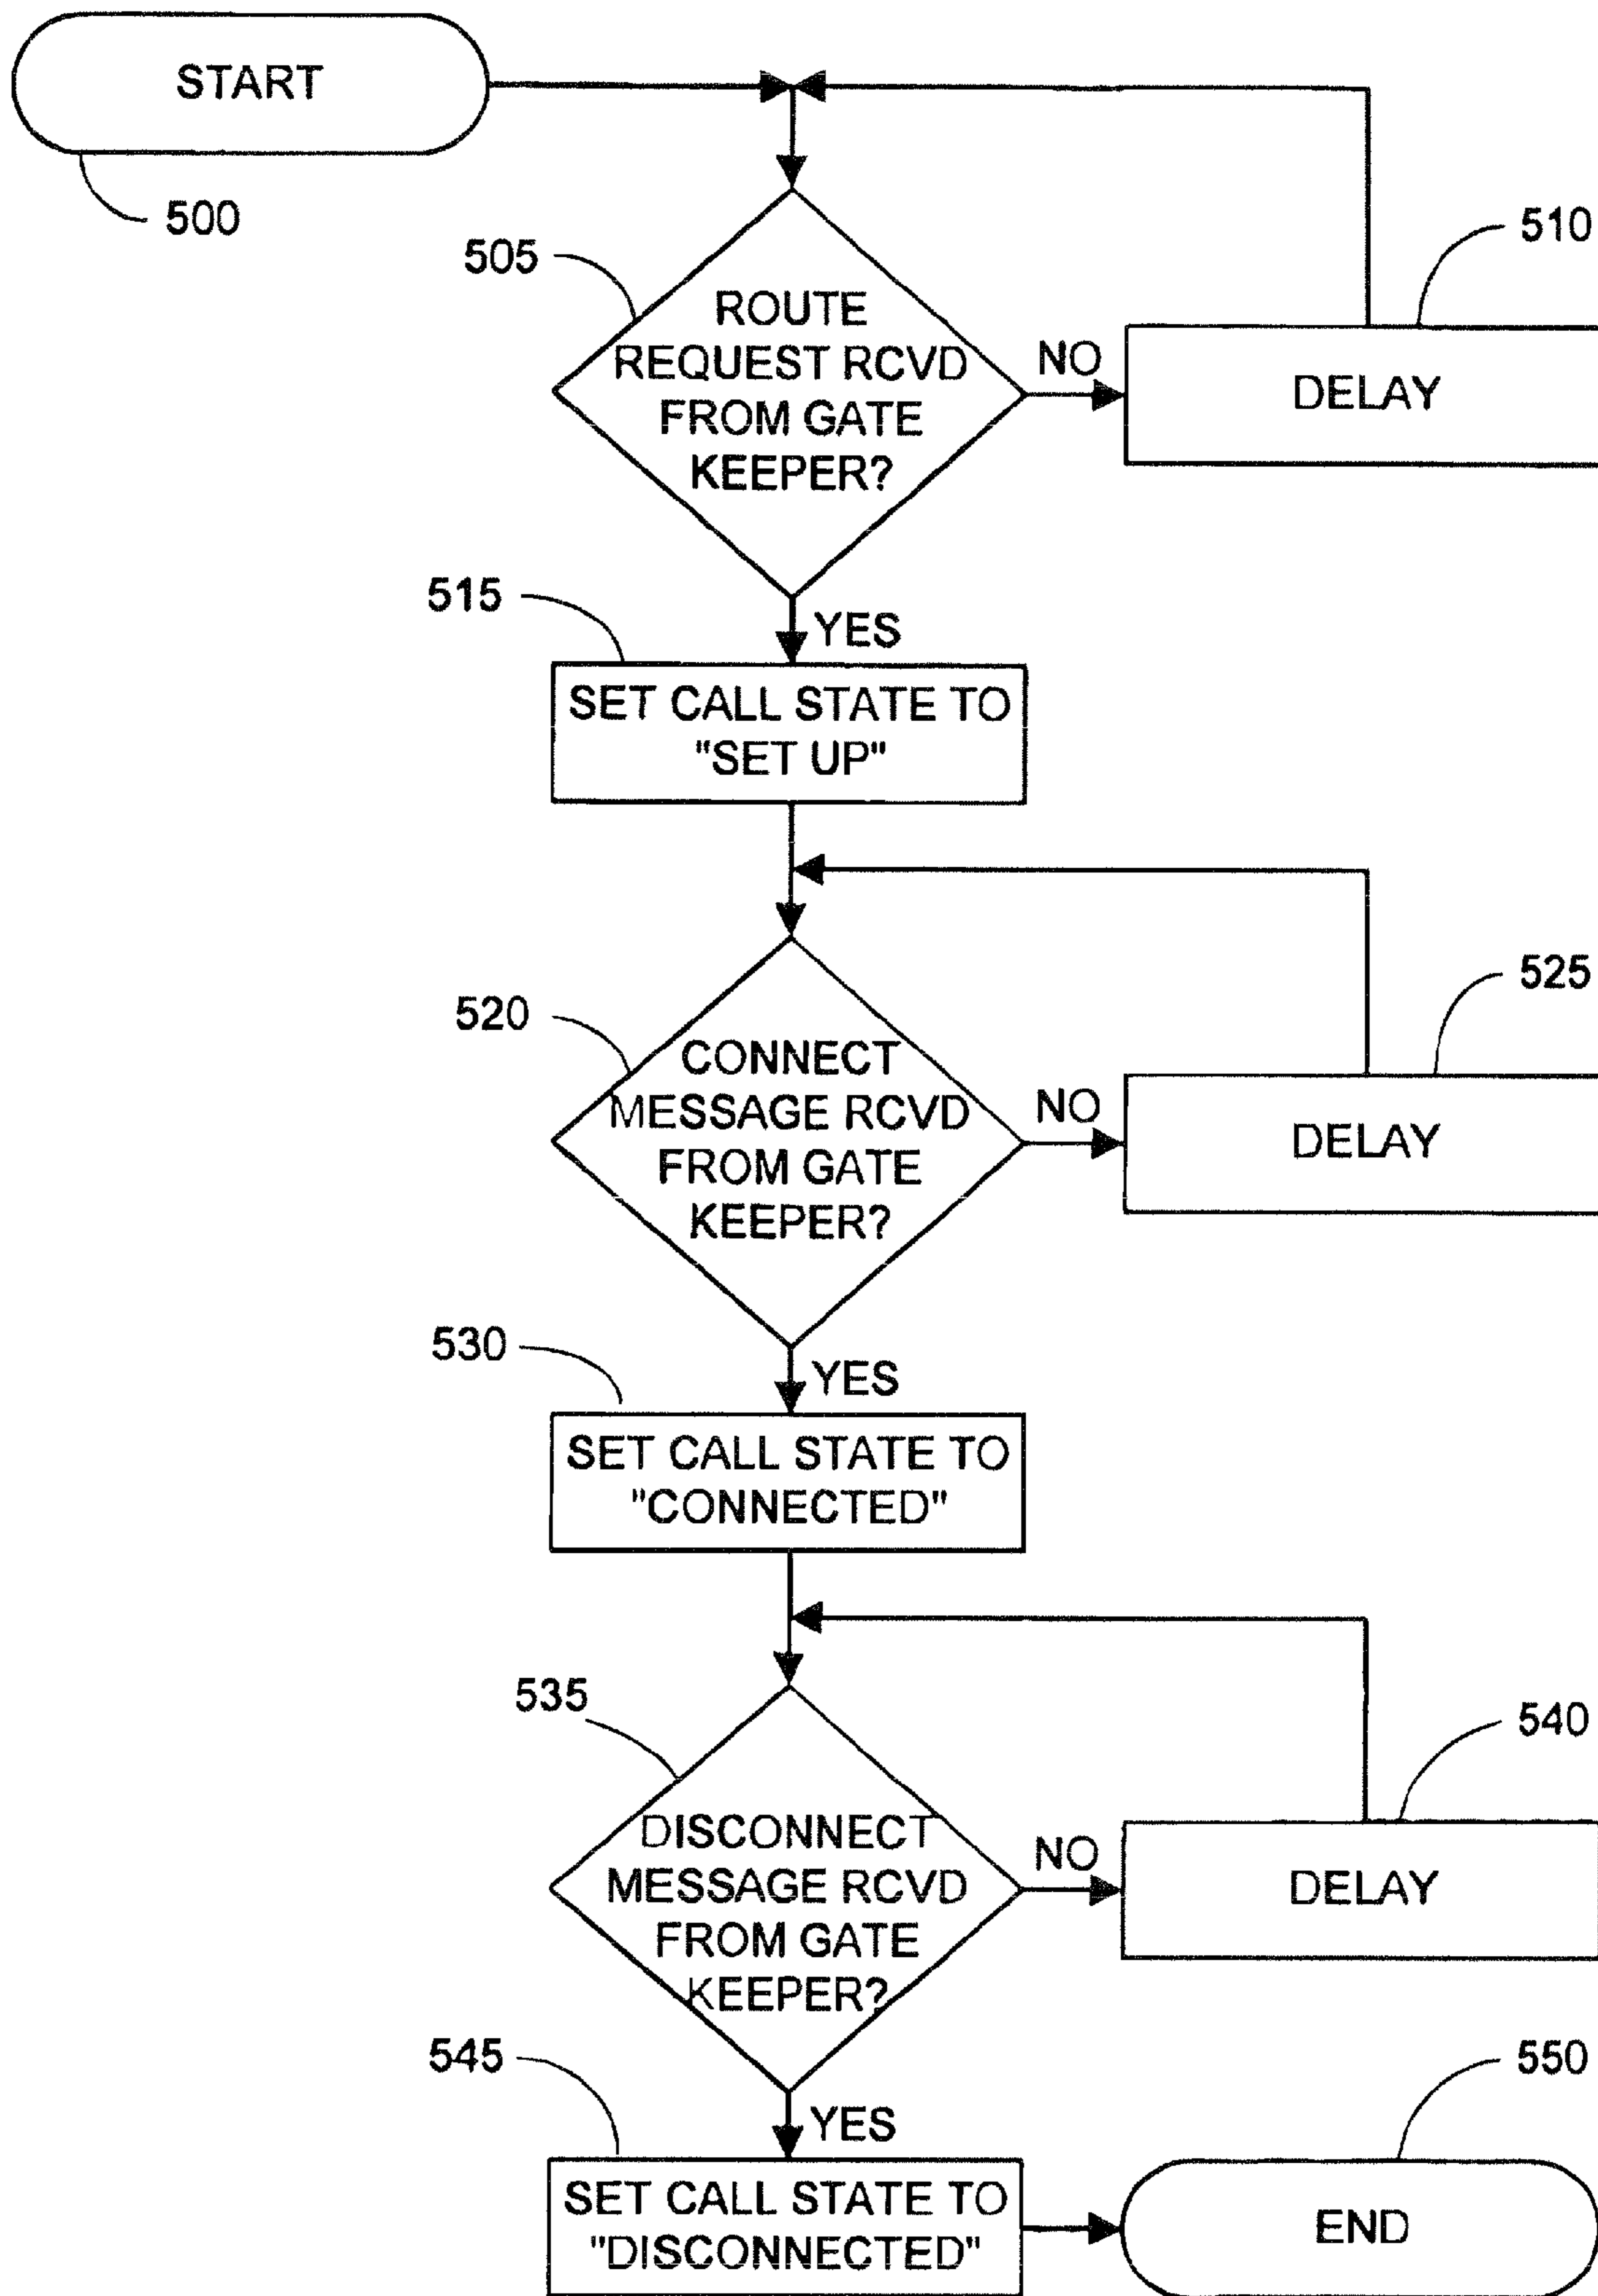 START
500
505
ROUTE
REQUEST RCVD
FROM GATE
KEEPER?
NO
510
DELAY
YES
515
SET CALL STATE TO
"SET UP"
520
CONNECT
MESSAGE RCVD
FROM GATE
KEEPER?
NO
525
DELAY
YES
530
SET CALL STATE TO
"CONNECTED"
535
DISCONNECT
MESSAGE RCVD
FROM GATE
KEEPER?
NO
540
DELAY
YES
545
SET CALL STATE TO
"DISCONNECTED"
550
END